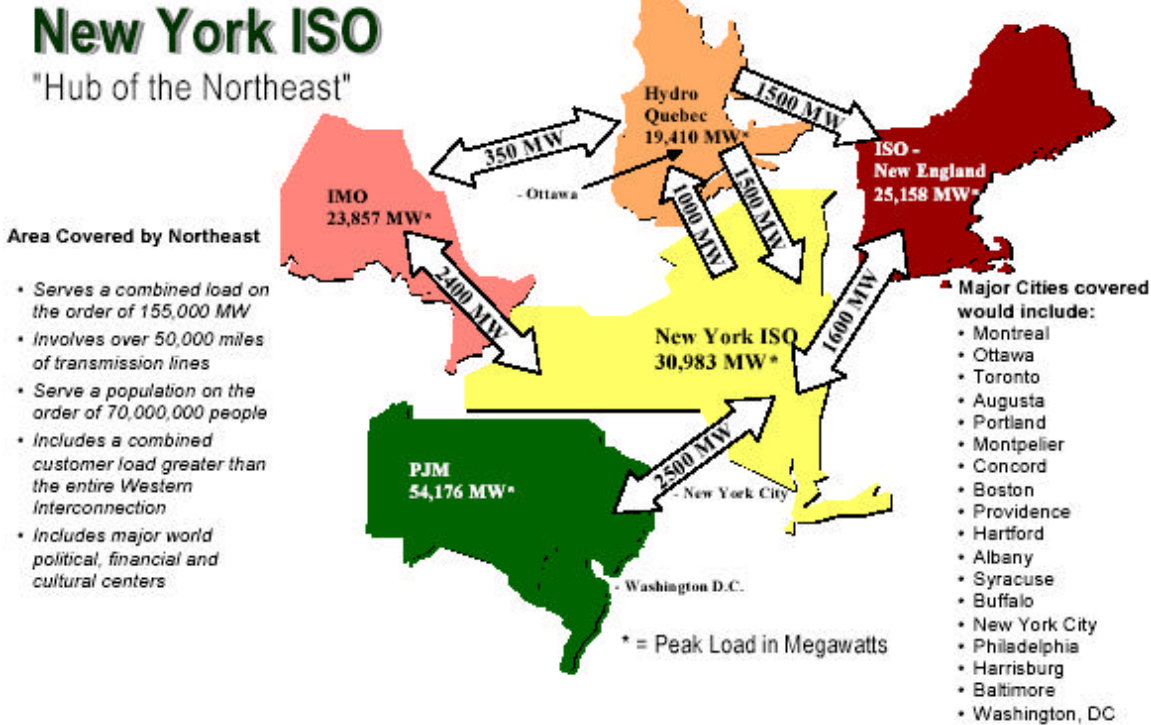 New York ISO
"Hub of the Northeast"
Hydro
Quebec
19,410 MW*
1500 MW
ISO -
New England
25,158 MW*
350 MW
- Ottawa
IMO
23,857 MW*
1000 MW
1500 MW
2400 MW
1600 MW
New York ISO
30,983 MW*
PJM
54,176 MW*
2500 MW
- New York City
- Washington D.C.
* = Peak Load in Megawatts
Area Covered by Northeast
• Serves a combined load on
the order of 155,000 MW
• Involves over 50,000 miles
of transmission lines
• Serve a population on the
order of 70,000,000 people
• Includes a combined
customer load greater than
the entire Western
Interconnection
• Includes major world
political, financial and
cultural centers
Major Cities covered
would include:
• Montreal
• Ottawa
• Toronto
• Augusta
• Portland
• Montpelier
• Concord
• Boston
• Providence
• Hartford
• Albany
• Syracuse
• Buffalo
• New York City
• Philadelphia
• Harrisburg
• Baltimore
• Washington, DC